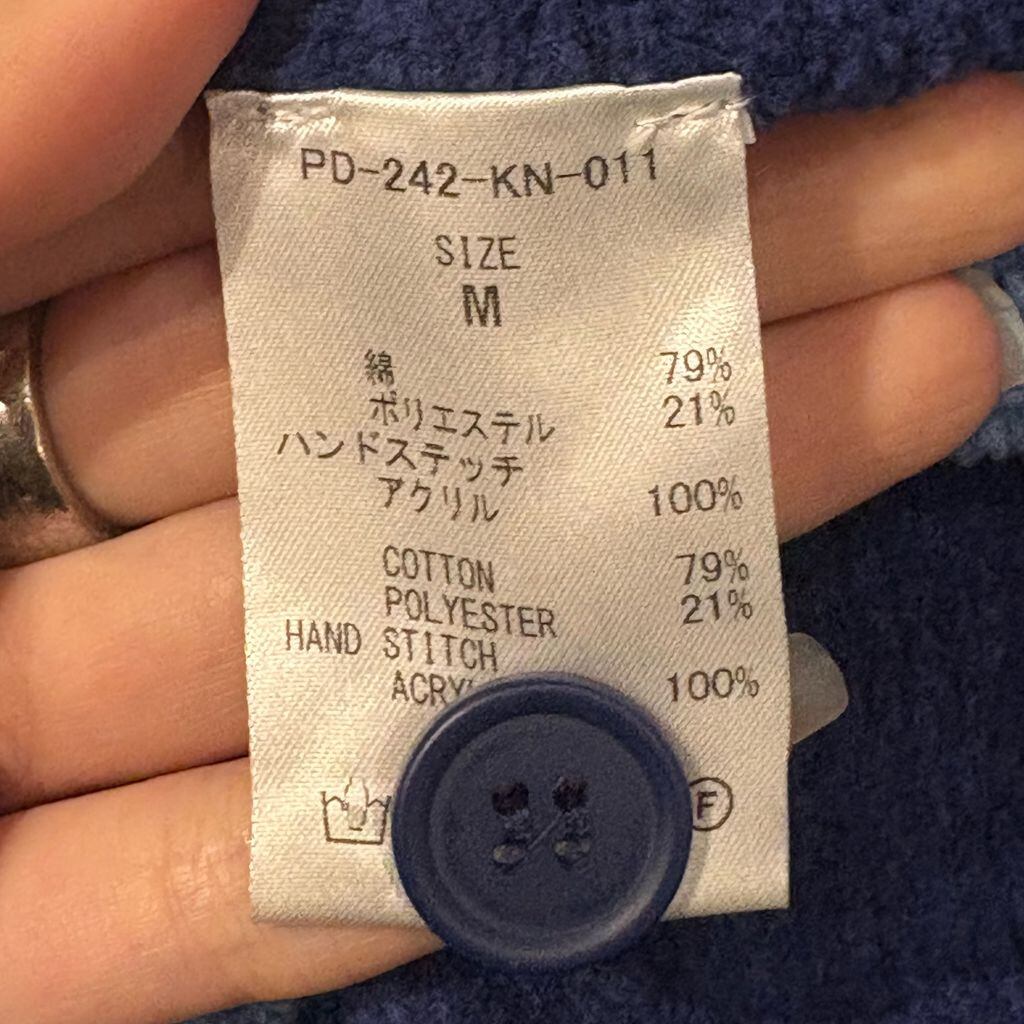 PD-242-KN-011
SIZE
M
綿 79%
ポリエステル 21%
ハンドステッチ
アクリル 100%
COTTON 79%
POLYESTER 21%
HAND STITCH
100%
F